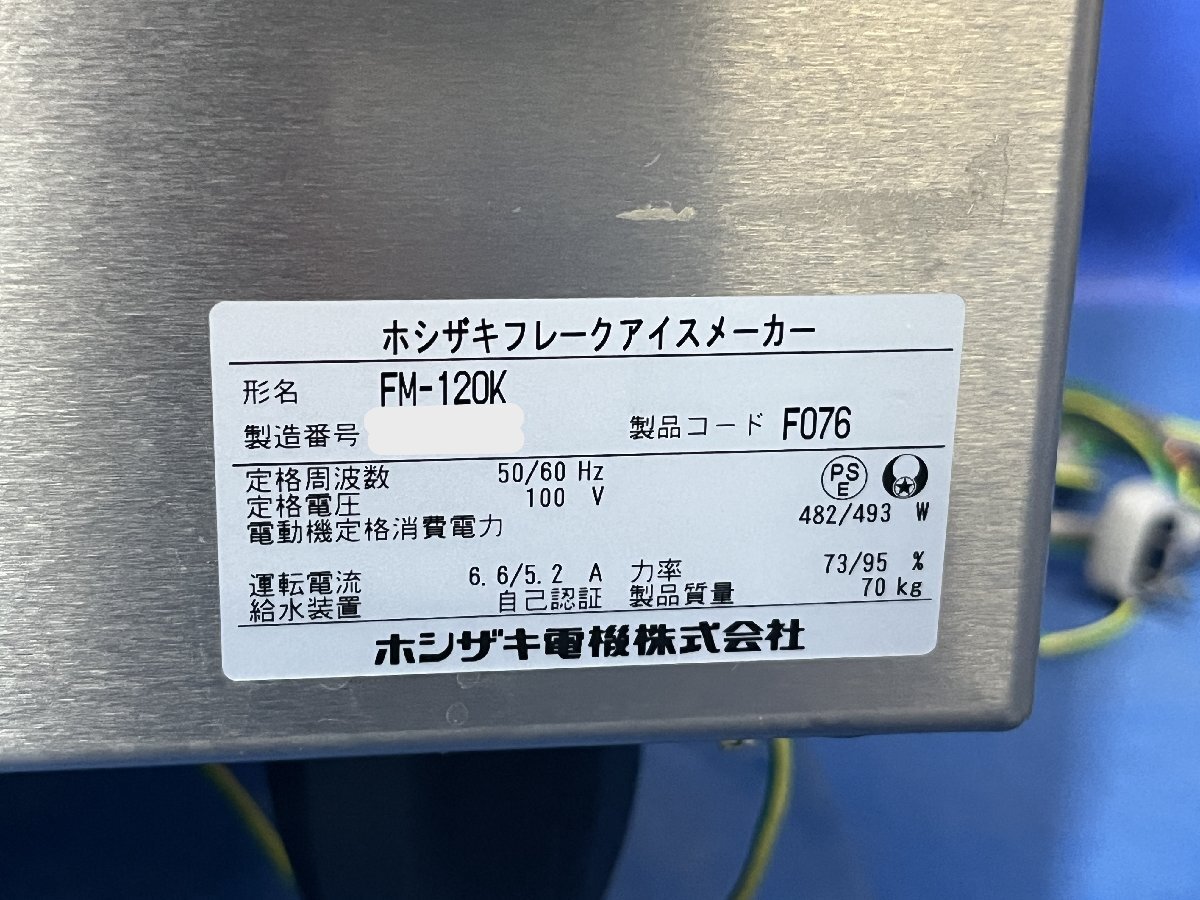 ホシザキフレークアイスメーカー
形名 FM-120K
製造番号 製品コード F076
定格周波数 50/60 Hz
定格電圧 100 V
PSE
電動機定格消費電力 482/493 W
運転電流 6.6/5.2 A 力率 73/95 %
給水装置 自己認証 製品質量 70 kg
ホシザキ電機株式会社